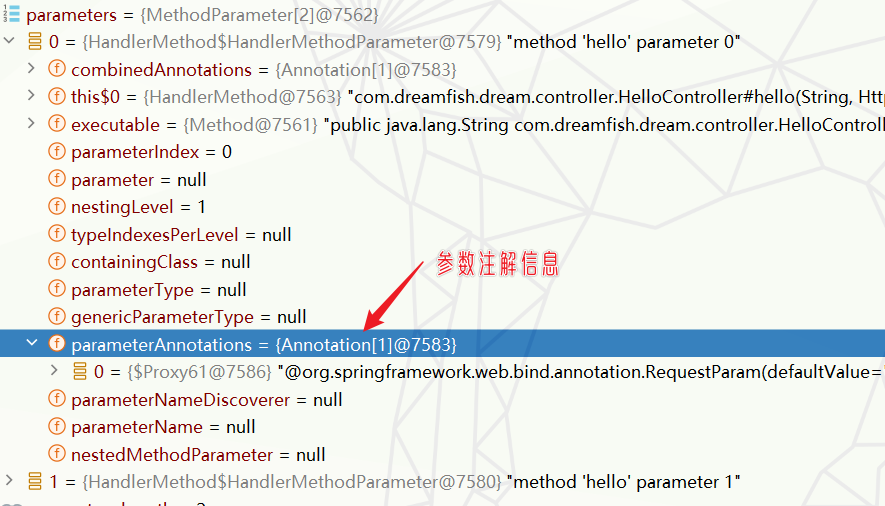 parameters = {MethodParameter[2]@7562}
0 = {HandlerMethod$HandlerMethodParameter@7579} "method 'hello' parameter 0"
combinedAnnotations = {Annotation[1]@7583}
this$0 = {HandlerMethod@7563} "com.dreamfish.dream.controller.HelloController#hello(String, Htt
executable = {Method@7561} "public java.lang.String com.dreamfish.dream.controller.HelloControll
parameterIndex = 0
parameter = null
nestingLevel = 1
typeIndexesPerLevel = null
containingClass = null
参数注解信息
parameterType = null
genericParameterType = null
parameterAnnotations = {Annotation[1]@7583}
0 = {$Proxy61@7586} "@org.springframework.web.bind.annotation.RequestParam(defaultValue="
parameterNameDiscoverer = null
parameterName = null
nestedMethodParameter = null
1 = {HandlerMethod$HandlerMethodParameter@7580} "method 'hello' parameter 1"